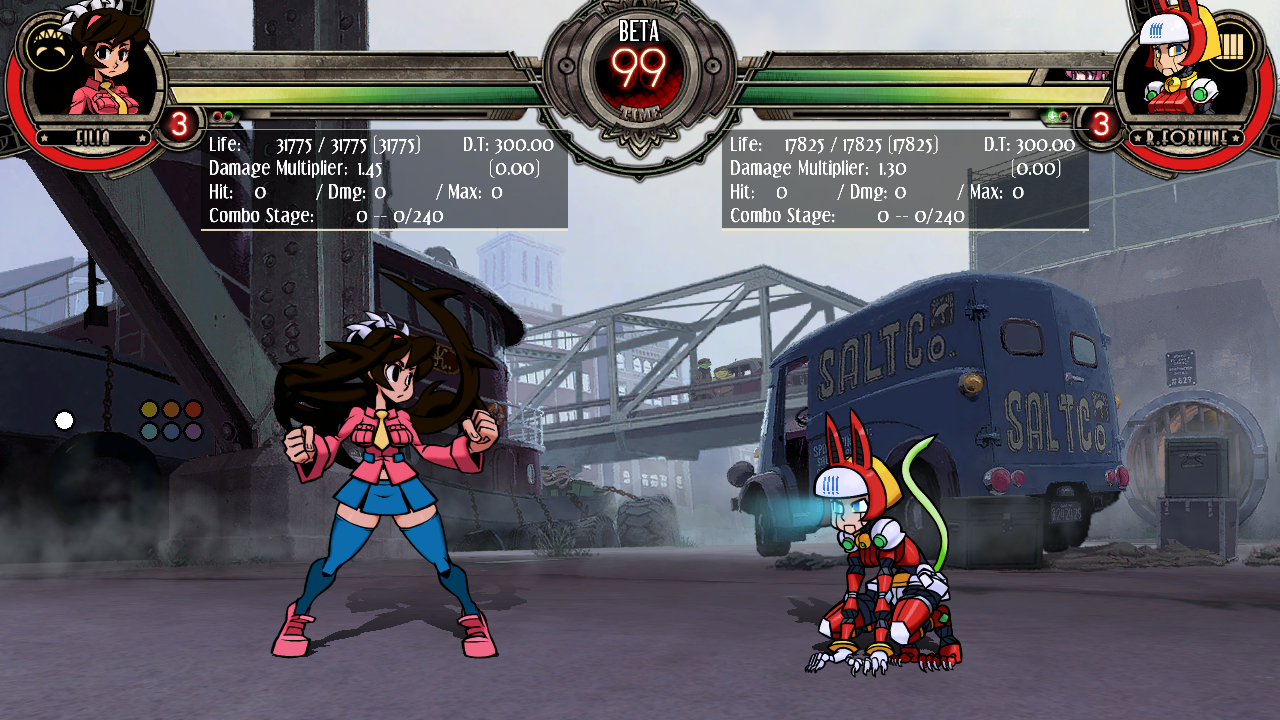 BETA
99
TIME
FILIA
R.FORTUNE
3
3
Life: 31775 / 31775 (31775) D.T: 300.00
Damage Multiplier: 1.45 (0.00)
Hit: 0 / Dmg: 0 / Max: 0
Combo Stage: 0 -- 0/240
Life: 17825 / 17825 (17825) D.T: 300.00
Damage Multiplier: 1.30 (0.00)
Hit: 0 / Dmg: 0 / Max: 0
Combo Stage: 0 -- 0/240
SALTCo.
SALTCo